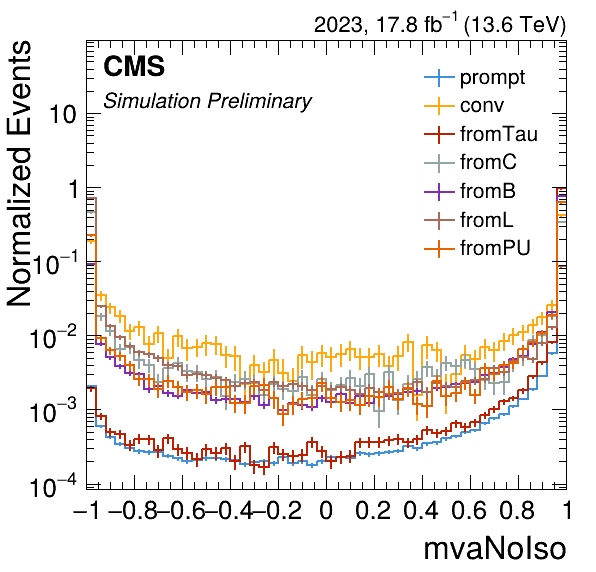 2023, 17.8 fb⁻¹ (13.6 TeV)
CMS
Simulation Preliminary
prompt
conv
fromTau
fromC
fromB
fromL
fromPU
Normalized Events
10
1
10⁻¹
10⁻²
10⁻³
10⁻⁴
−1 −0.8 −0.6 −0.4 −0.2 0 0.2 0.4 0.6 0.8 1
mvaNoIso